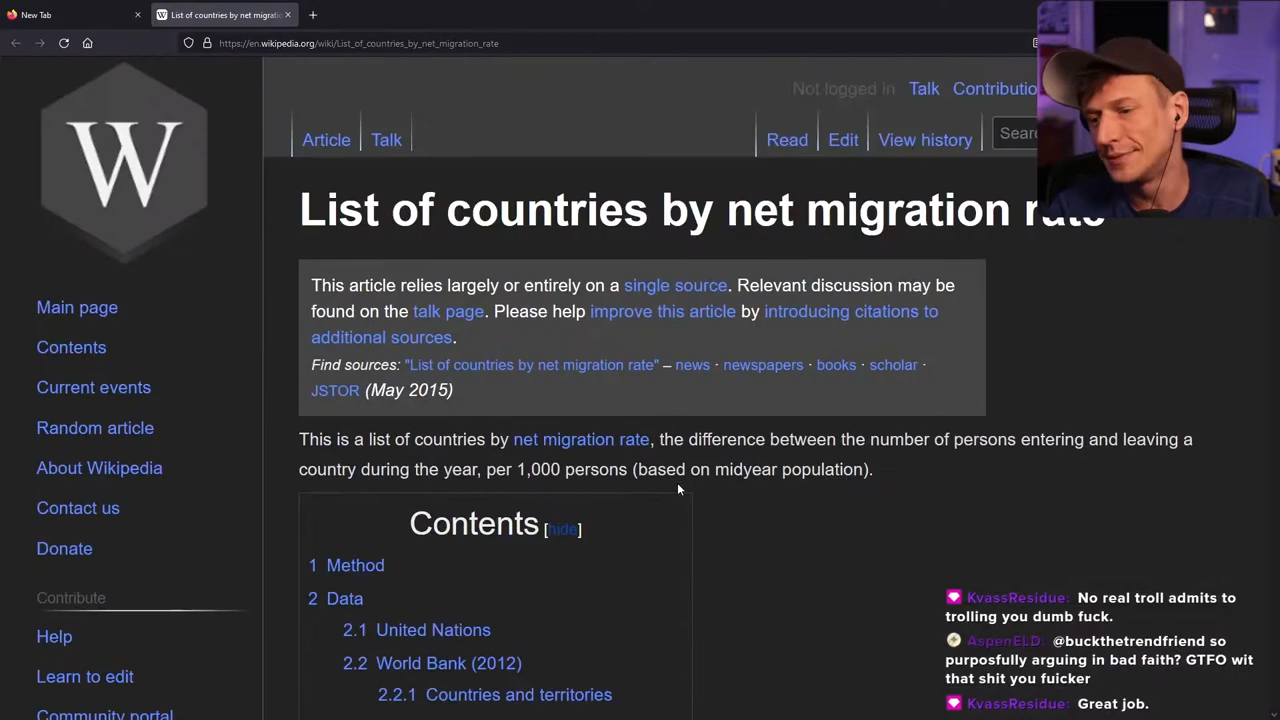 New Tab
List of countries by net migrati
https://en.wikipedia.org/wiki/List_of_countries_by_net_migration_rate
W
Not logged in Talk Contributio
Article Talk Read Edit View history Sear
List of countries by net migration rate
This article relies largely or entirely on a single source. Relevant discussion may be
found on the talk page. Please help improve this article by introducing citations to
additional sources.
Find sources: "List of countries by net migration rate" – news · newspapers · books · scholar ·
JSTOR (May 2015)
This is a list of countries by net migration rate, the difference between the number of persons entering and leaving a
country during the year, per 1,000 persons (based on midyear population).
Contents [hide]
1 Method
2 Data
2.1 United Nations
2.2 World Bank (2012)
2.2.1 Countries and territories
Main page
Contents
Current events
Random article
About Wikipedia
Contact us
Donate
Contribute
Help
Learn to edit
Community portal
KvassResidue: No real troll admits to
trolling you dumb fuck.
AspenELD: @buckthetrendfriend so
purposfully arguing in bad faith? GTFO wit
that shit you fuicker
KvassResidue: Great job.